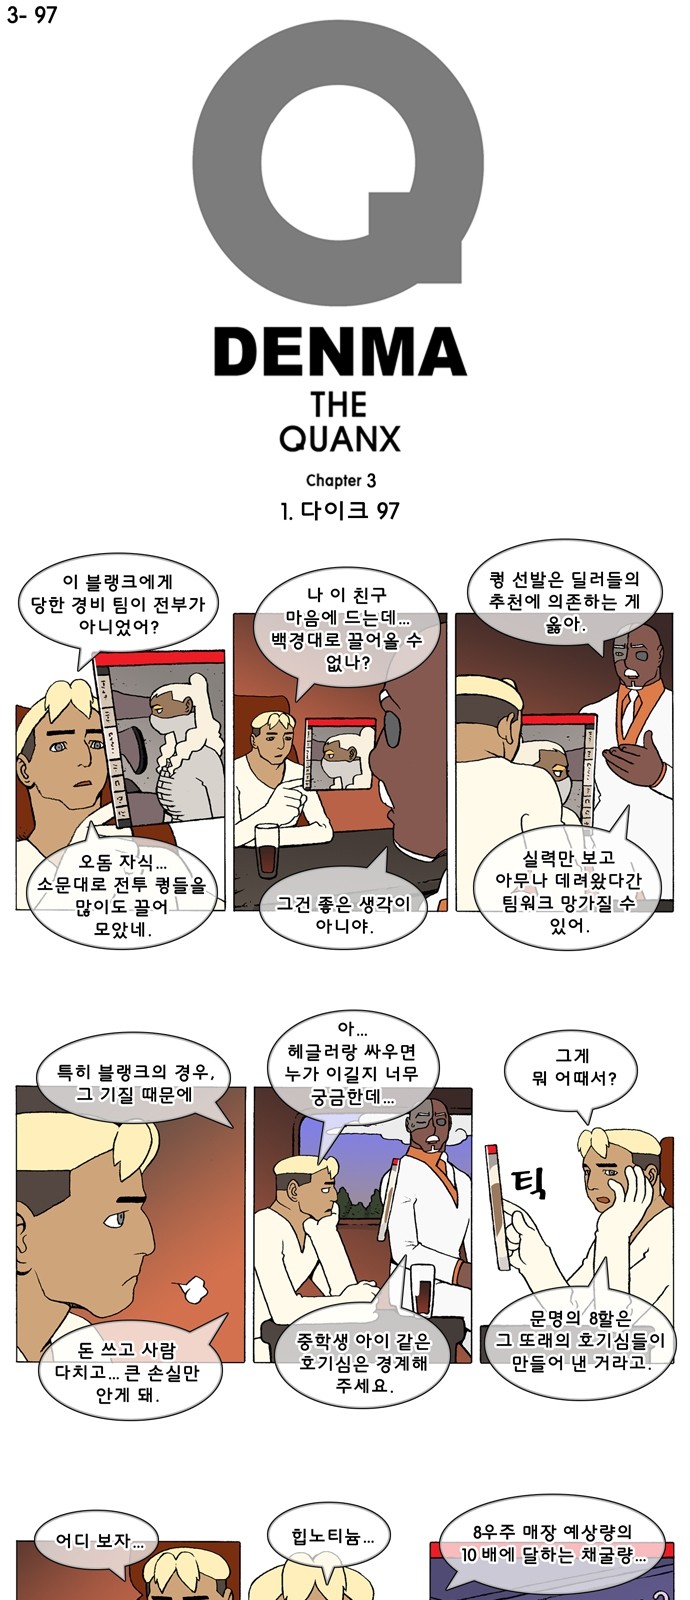 3- 97
DENMA
THE
QUANX
Chapter 3
1. 다이크 97
이 블랭크에게
당한 경비 팀이 전부가
아니었어?
오돔 자식...
소문대로 전투 퀑들을
많이도 끌어
모았네.
나 이 친구
마음에 드는데...
백경대로 끌어올 수
없나?
그건 좋은 생각이
아니야.
퀑 선발은 딜러들의
추천에 의존하는 게
옳아.
실력만 보고
아무나 데려왔다간
팀워크 망가질 수
있어.
특히 블랭크의 경우,
그 기질 때문에
돈 쓰고 사람
다치고... 큰 손실만
안게 돼.
아...
헤글러랑 싸우면
누가 이길지 너무
궁금한데...
중학생 아이 같은
호기심은 경계해
주세요.
그게
뭐 어때서?
틱
문명의 8할은
그 또래의 호기심들이
만들어 낸 거라고.
어디 보자...
힙노티늄...
8우주 매장 예상량의
10배에 달하는 채굴량...